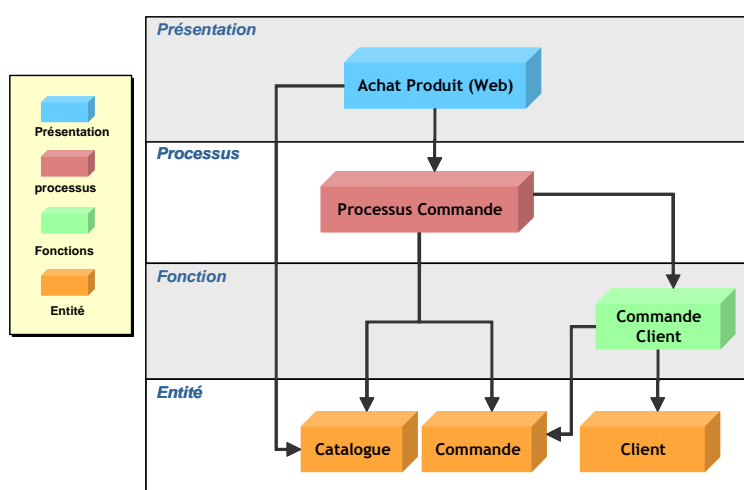 Présentation
Achat Produit (Web)
Présentation
processus
Fonctions
Entité
Processus
Processus Commande
Fonction
Commande
Client
Entité
Catalogue
Commande
Client